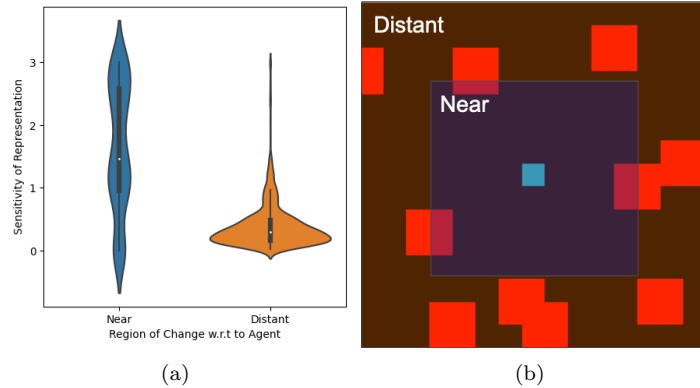 3
2
1
0
Sensitivity of Representation
Near
Distant
Region of Change w.r.t to Agent
(a)
Distant
Near
(b)